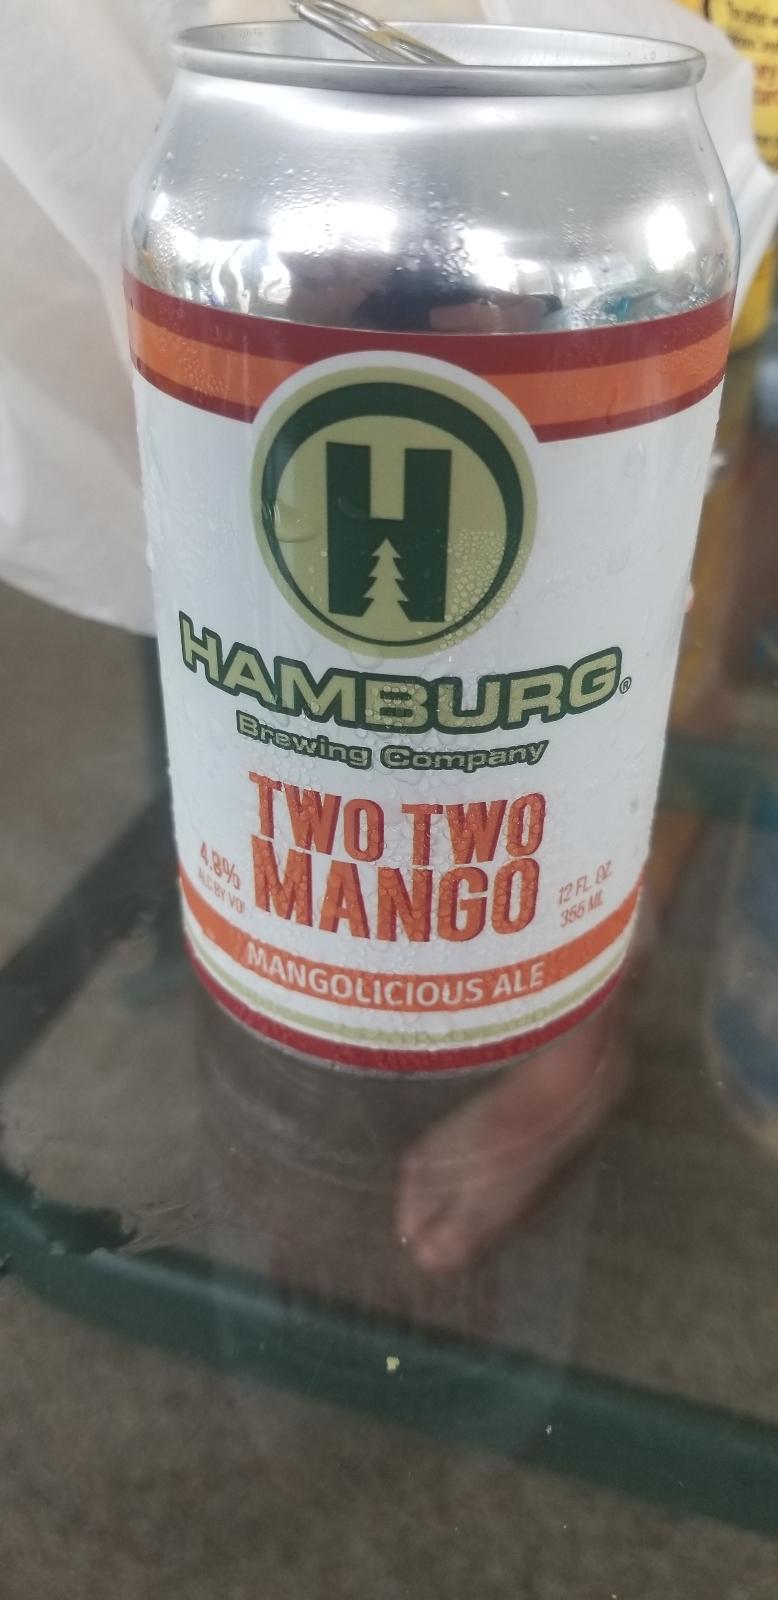 H
HAMBURG®
Brewing Company
TWO TWO
MANGO
4.8%
ALC BY VOL
12 FL. OZ.
355 ML
MANGOLICIOUS ALE